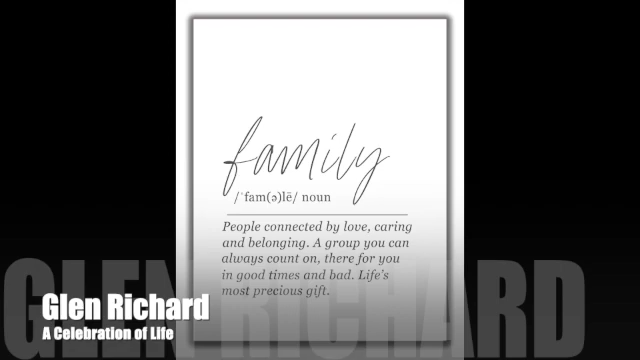 family
/ˈfam(ə)lē/ noun
People connected by love, caring
and belonging. A group you can
always count on, there for you
in good times and bad. Life's
most precious gift.
GLEN RICHARD
Glen Richard
A Celebration of Life